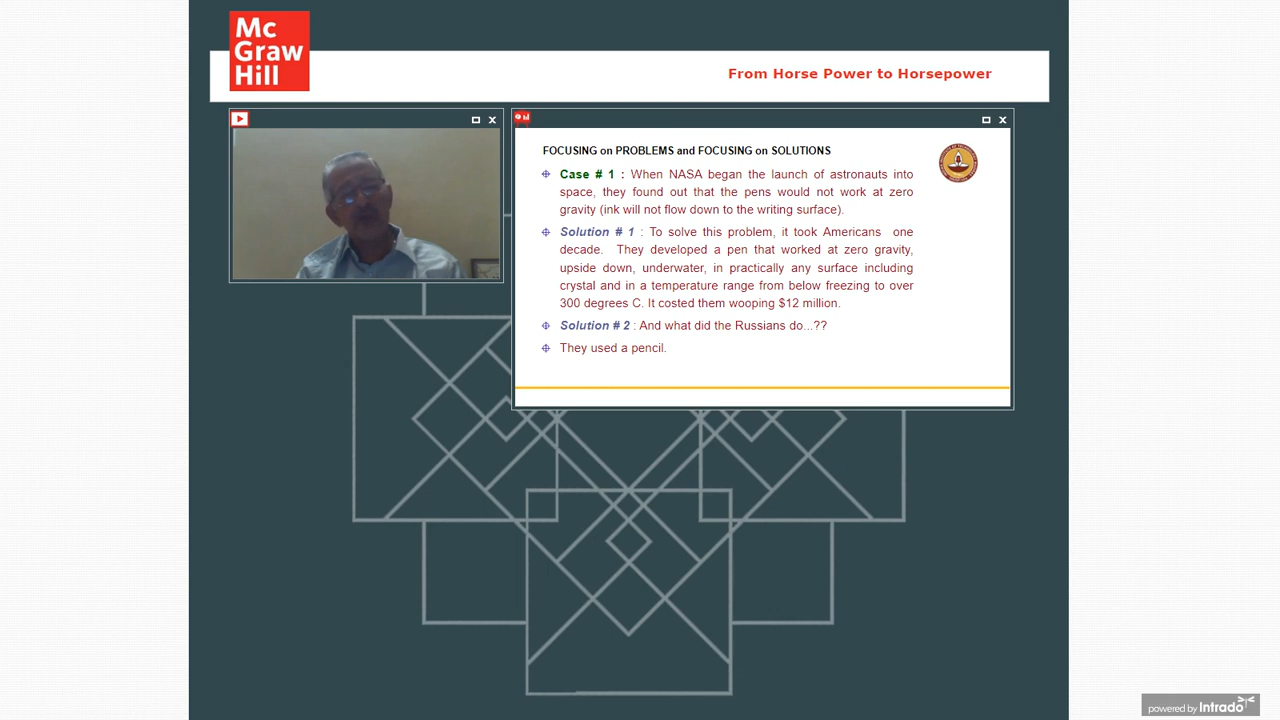 Mc
Graw
Hill
From Horse Power to Horsepower
FOCUSING on PROBLEMS and FOCUSING on SOLUTIONS
Case # 1 : When NASA began the launch of astronauts into
space, they found out that the pens would not work at zero
gravity (ink will not flow down to the writing surface).
Solution # 1 : To solve this problem, it took Americans one
decade. They developed a pen that worked at zero gravity,
upside down, underwater, in practically any surface including
crystal and in a temperature range from below freezing to over
300 degrees C. It costed them wooping $12 million.
Solution # 2 : And what did the Russians do...??
They used a pencil.
powered by Intrado